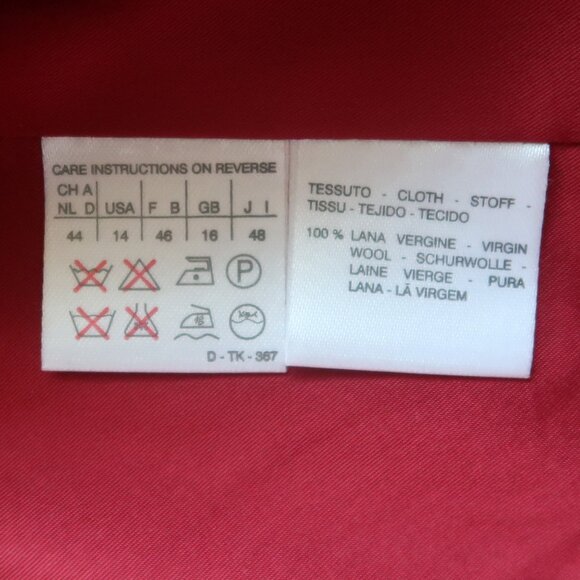 CARE INSTRUCTIONS ON REVERSE
CH A
NL D USA F B GB J I
44 14 46 16 48
P
D - TK - 367
TESSUTO - CLOTH - STOFF -
TISSU - TEJIDO - TECIDO
100 % LANA VERGINE - VIRGIN
WOOL - SCHURWOLLE -
LAINE VIERGE - PURA
LANA - LÃ VIRGEM